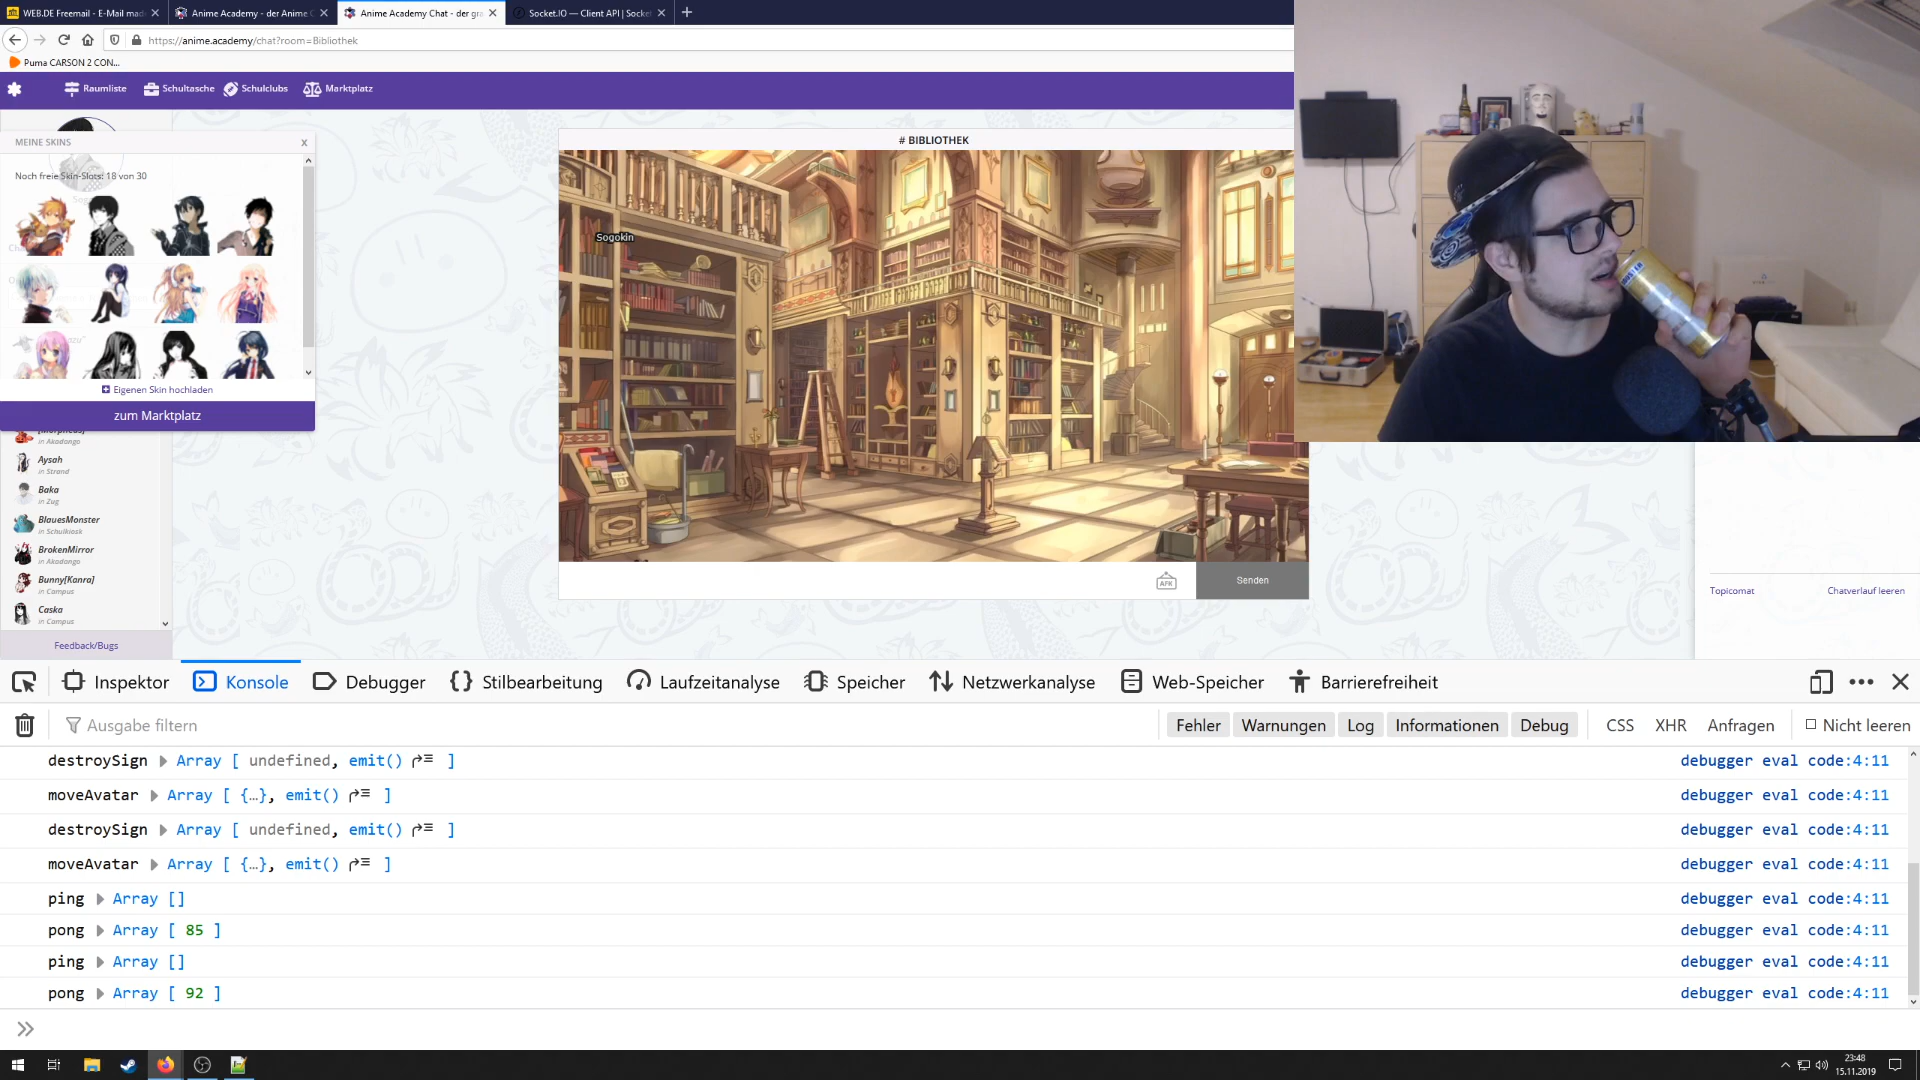 WEB.DE Freemail - E-Mail mad
Anime Academy - der Anime C
Anime Academy Chat - der gra
Socket.IO — Client API | Socke
https://anime.academy/chat?room=Bibliothek
Puma CARSON 2 CON...
Raumliste
Schultasche
Schulclubs
Marktplatz
MEINE SKINS
x
Noch freie Skin-Slots: 18 von 30
Eigenen Skin hochladen
zum Marktplatz
in Akadango
Aysah
in Strand
Baka
in Zug
BlauesMonster
in Schulkiosk
BrokenMirror
in Akadango
Bunny[Kanra]
in Campus
Caska
in Campus
Feedback/Bugs
# BIBLIOTHEK
Sogokin
AFK
Senden
Topicomat
Chatverlauf leeren
Inspektor
Konsole
Debugger
Stilbearbeitung
Laufzeitanalyse
Speicher
Netzwerkanalyse
Web-Speicher
Barrierefreiheit
Ausgabe filtern
Fehler
Warnungen
Log
Informationen
Debug
CSS
XHR
Anfragen
Nicht leeren
destroySign Array [ undefined, emit() ] debugger eval code:4:11
moveAvatar Array [ {…}, emit() ] debugger eval code:4:11
destroySign Array [ undefined, emit() ] debugger eval code:4:11
moveAvatar Array [ {…}, emit() ] debugger eval code:4:11
ping Array [] debugger eval code:4:11
pong Array [ 85 ] debugger eval code:4:11
ping Array [] debugger eval code:4:11
pong Array [ 92 ] debugger eval code:4:11
23:48
15.11.2019